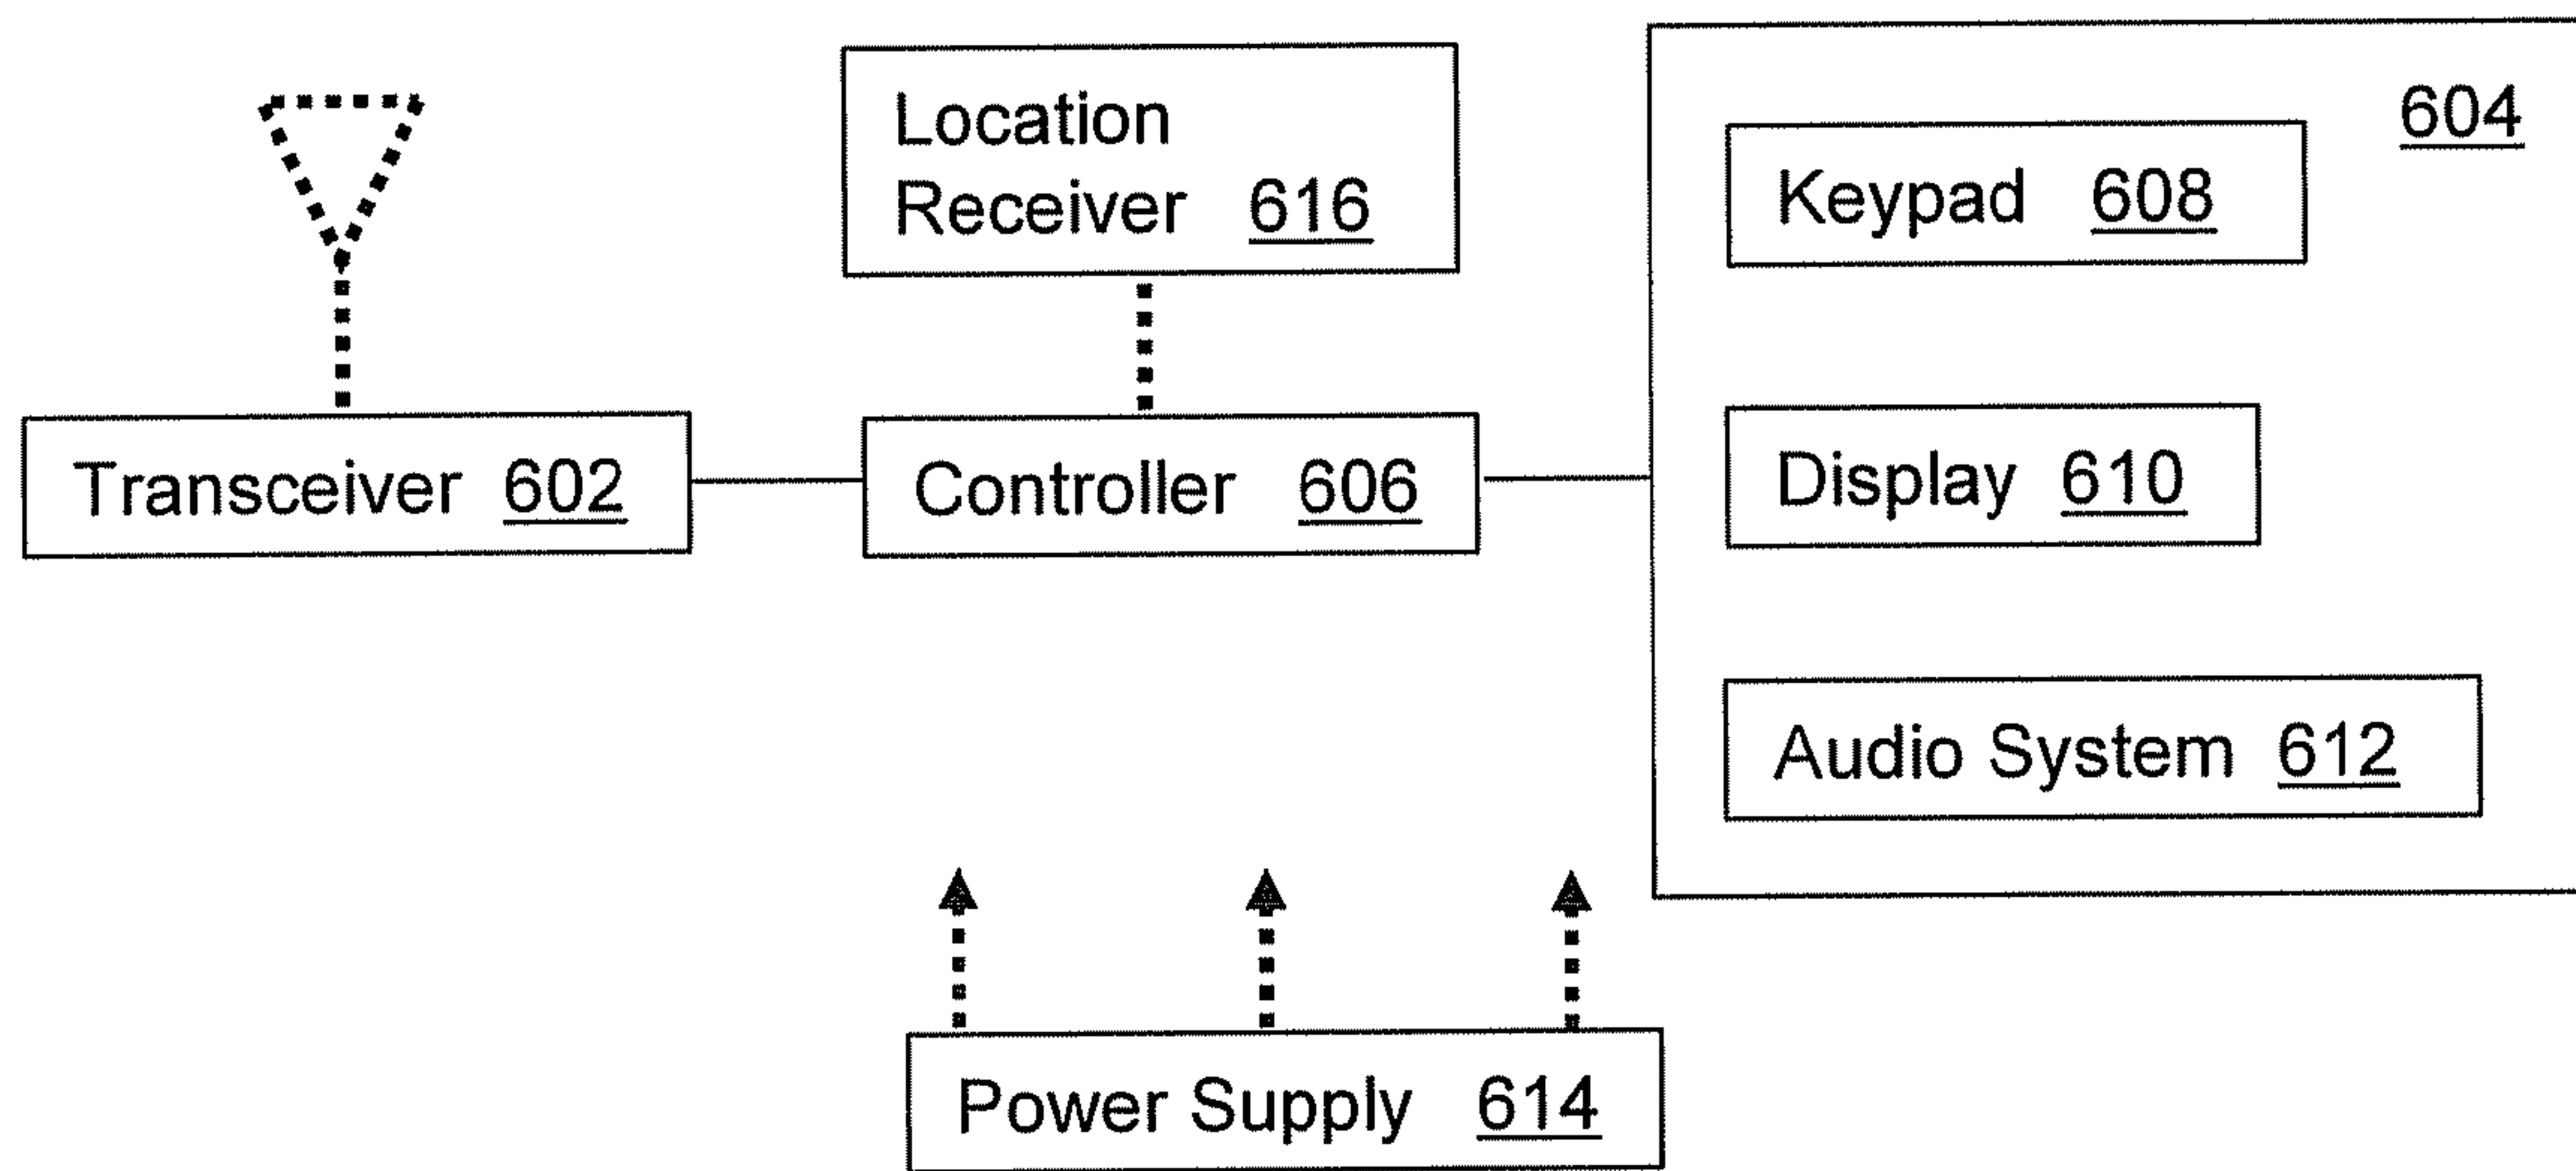 Location
Receiver 616
604
Keypad 608
Transceiver 602
Controller 606
Display 610
Audio System 612
Power Supply 614